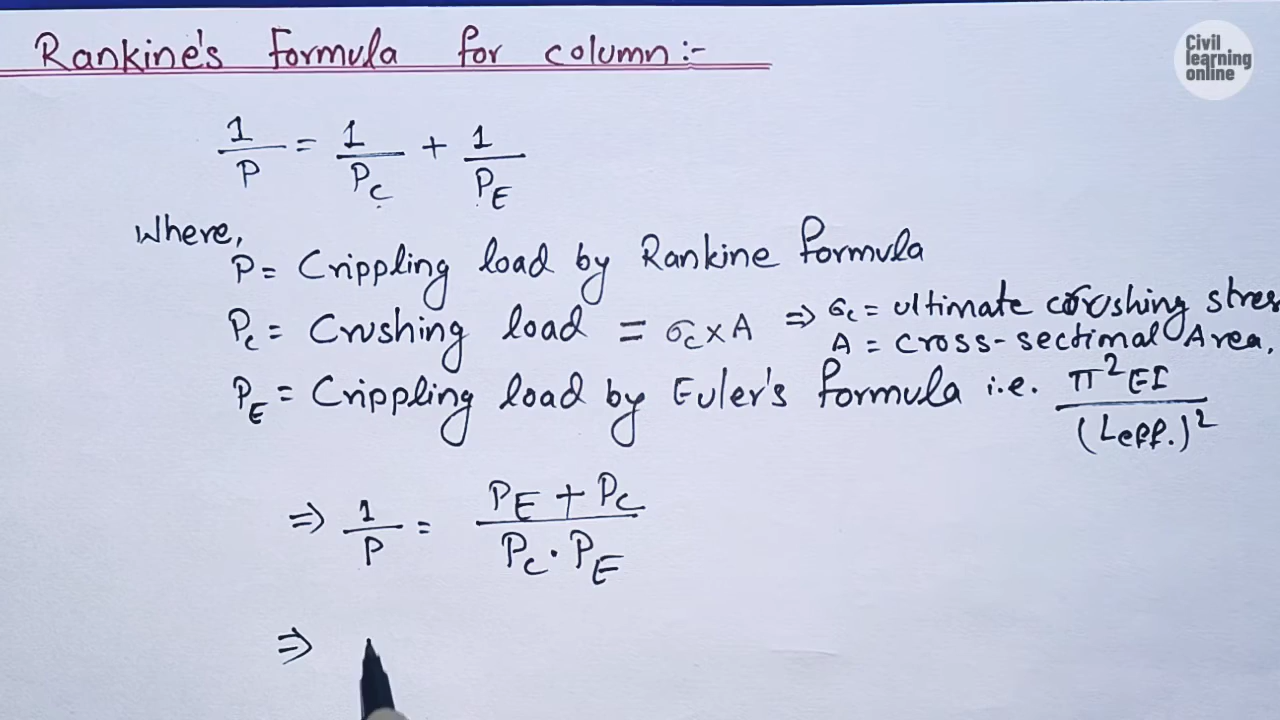 Rankine's Formula for column:-
Civil
learning
online
1/P = 1/P_C + 1/P_E
Where,
P = Crippling load by Rankine formula
P_c = Crushing load = σ_c × A ⇒ σ_c = ultimate crushing stres
A = cross-sectional Area.
P_E = Crippling load by Euler's formula i.e. π²EI/(Leff.)²
⇒ 1/P = (P_E + P_C)/(P_C · P_E)
⇒